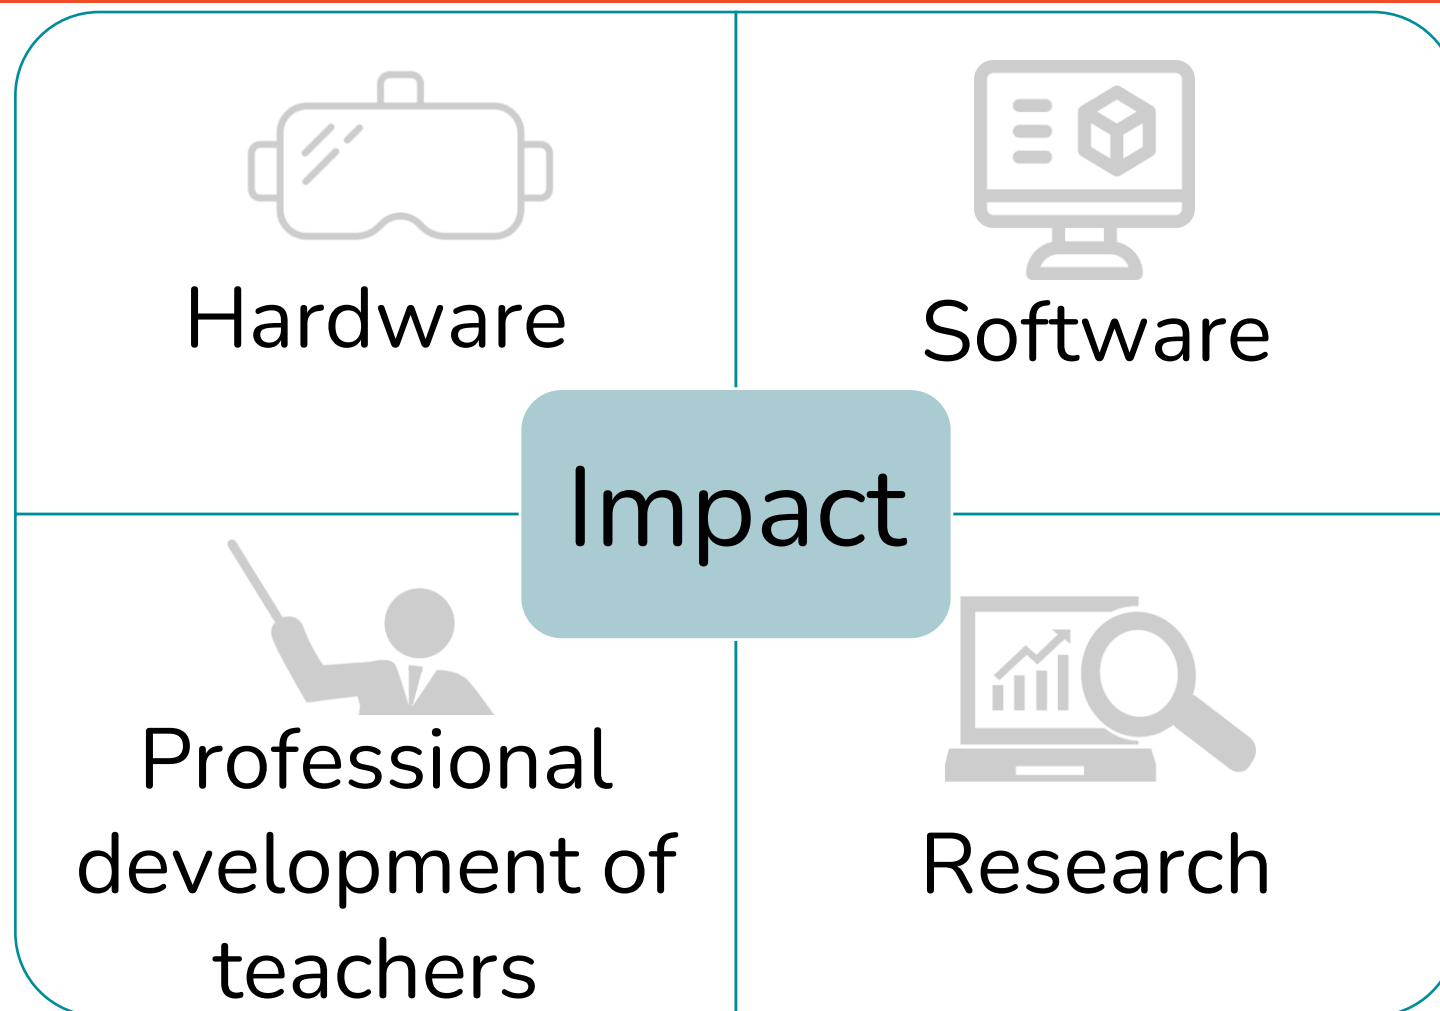 Hardware
Software
Impact
Professional
development of
teachers
Research